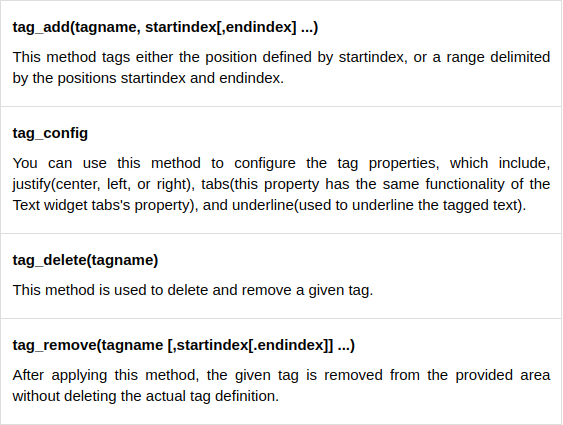 tag_add(tagname, startindex[,endindex] ...)
This method tags either the position defined by startindex, or a range delimited
by the positions startindex and endindex.
tag_config
You can use this method to configure the tag properties, which include,
justify(center, left, or right), tabs(this property has the same functionality of the
Text widget tabs's property), and underline(used to underline the tagged text).
tag_delete(tagname)
This method is used to delete and remove a given tag.
tag_remove(tagname [,startindex[.endindex]] ...)
After applying this method, the given tag is removed from the provided area
without deleting the actual tag definition.